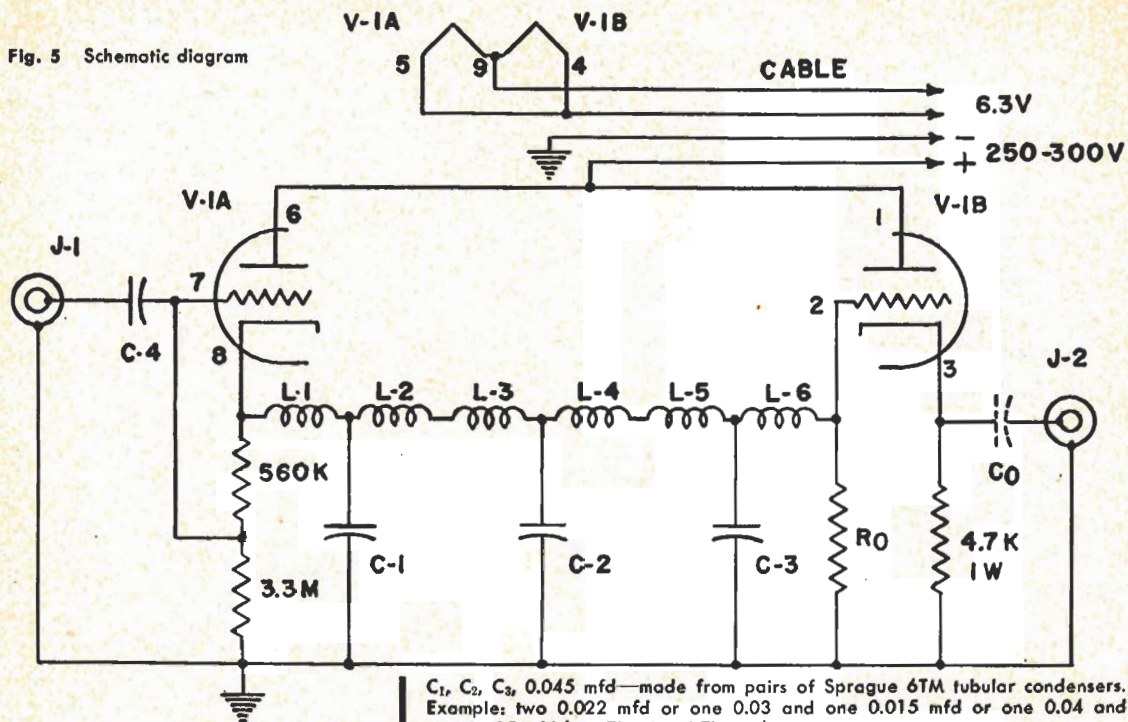 V-1A
V-1B
Fig. 5 Schematic diagram
5
9
4
CABLE
6.3V
−
+ 250-300V
V-1A
6
1
V-1B
J-1
7
2
C-4
8
3
J-2
L-1
L-2
L-3
L-4
L-5
L-6
560K
CO
3.3M
C-1
C-2
C-3
RO
4.7K
1W
C₁, C₂, C₃, 0.045 mfd—made from pairs of Sprague 6TM tubular condensers.
Example: two 0.022 mfd or one 0.03 and one 0.015 mfd or one 0.04 and